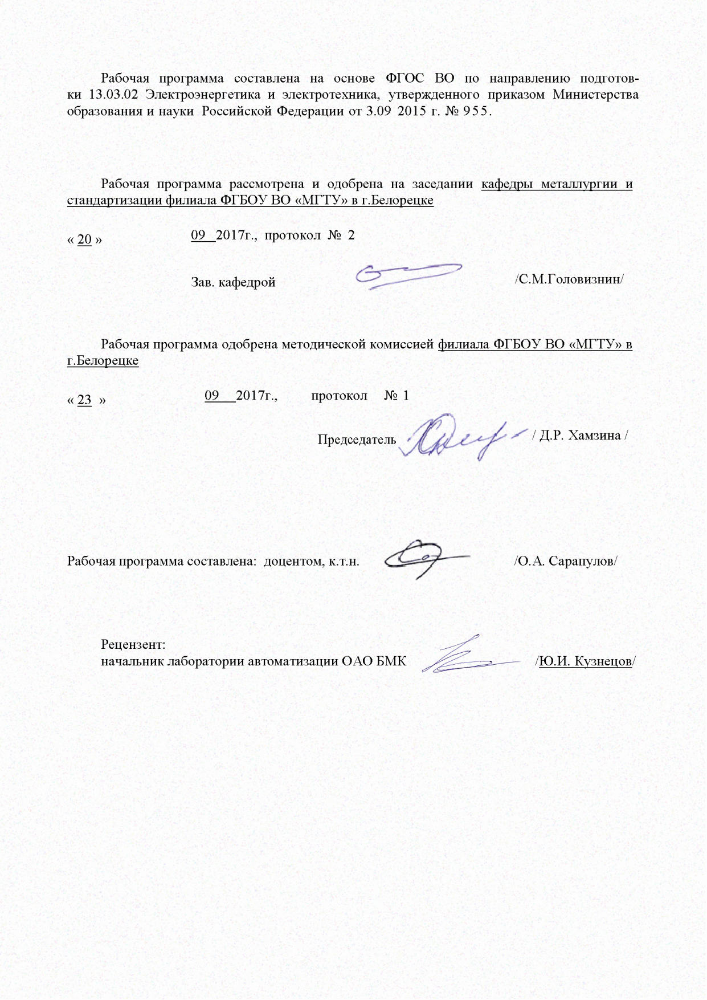 Рабочая программа составлена на основе ФГОС ВО по направлению подготов-
ки 13.03.02 Электроэнергетика и электротехника, утвержденного приказом Министерства
образования и науки Российской Федерации от 3.09 2015 г. № 955.
Рабочая программа рассмотрена и одобрена на заседании кафедры металлургии и
стандартизации филиала ФГБОУ ВО «МГТУ» в г.Белорецке
« 20 » 09 2017г., протокол № 2
Зав. кафедрой /С.М.Головизнин/
Рабочая программа одобрена методической комиссией филиала ФГБОУ ВО «МГТУ» в
г.Белорецке
« 23 » 09 2017г., протокол № 1
Председатель / Д.Р. Хамзина /
Рабочая программа составлена: доцентом, к.т.н. /О.А. Сарапулов/
Рецензент:
начальник лаборатории автоматизации ОАО БМК /Ю.И. Кузнецов/